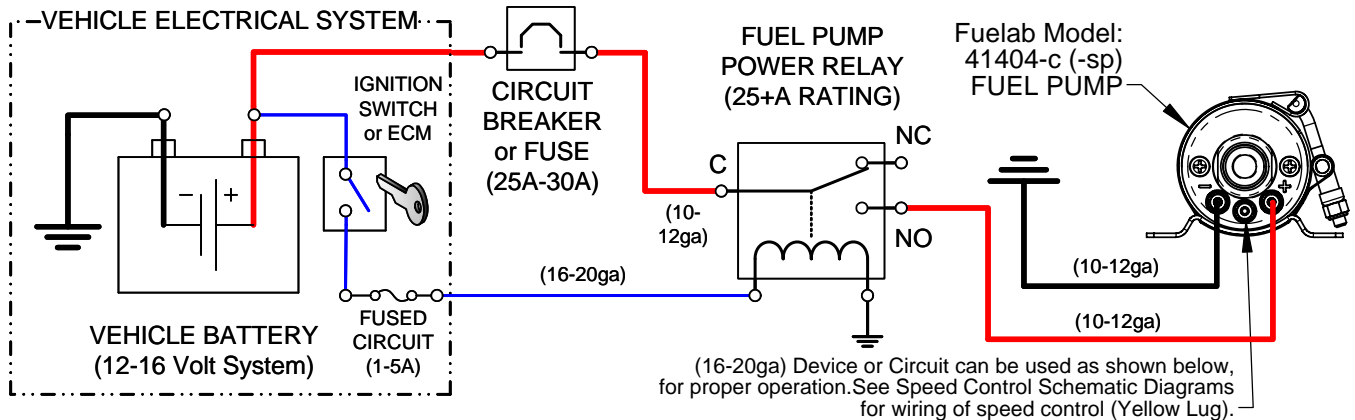 VEHICLE ELECTRICAL SYSTEM
IGNITION
SWITCH
or ECM
-
+
VEHICLE BATTERY
(12-16 Volt System)
FUSED
CIRCUIT
(1-5A)
CIRCUIT
BREAKER
or FUSE
(25A-30A)
(16-20ga)
FUEL PUMP
POWER RELAY
(25+A RATING)
C
NC
NO
(10-
12ga)
Fuelab Model:
41404-c (-sp)
FUEL PUMP
-
+
(10-12ga)
(10-12ga)
(16-20ga) Device or Circuit can be used as shown below,
for proper operation.See Speed Control Schematic Diagrams
for wiring of speed control (Yellow Lug).